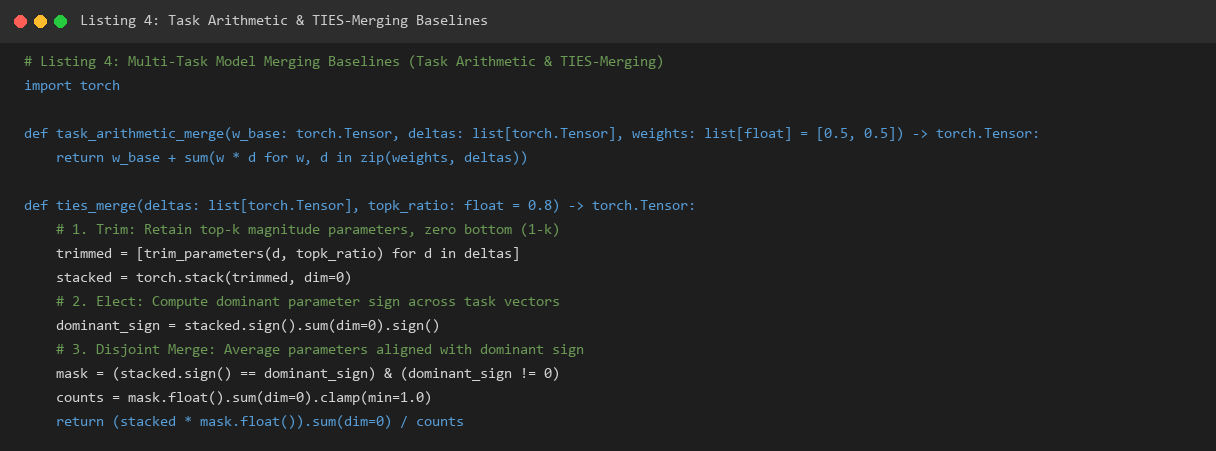 Listing 4: Task Arithmetic & TIES-Merging Baselines
# Listing 4: Multi-Task Model Merging Baselines (Task Arithmetic & TIES-Merging)
import torch
def task_arithmetic_merge(w_base: torch.Tensor, deltas: list[torch.Tensor], weights: list[float] = [0.5, 0.5]) -> torch.Tensor:
    return w_base + sum(w * d for w, d in zip(weights, deltas))
def ties_merge(deltas: list[torch.Tensor], topk_ratio: float = 0.8) -> torch.Tensor:
    # 1. Trim: Retain top-k magnitude parameters, zero bottom (1-k)
    trimmed = [trim_parameters(d, topk_ratio) for d in deltas]
    stacked = torch.stack(trimmed, dim=0)
    # 2. Elect: Compute dominant parameter sign across task vectors
    dominant_sign = stacked.sign().sum(dim=0).sign()
    # 3. Disjoint Merge: Average parameters aligned with dominant sign
    mask = (stacked.sign() == dominant_sign) & (dominant_sign != 0)
    counts = mask.float().sum(dim=0).clamp(min=1.0)
    return (stacked * mask.float()).sum(dim=0) / counts